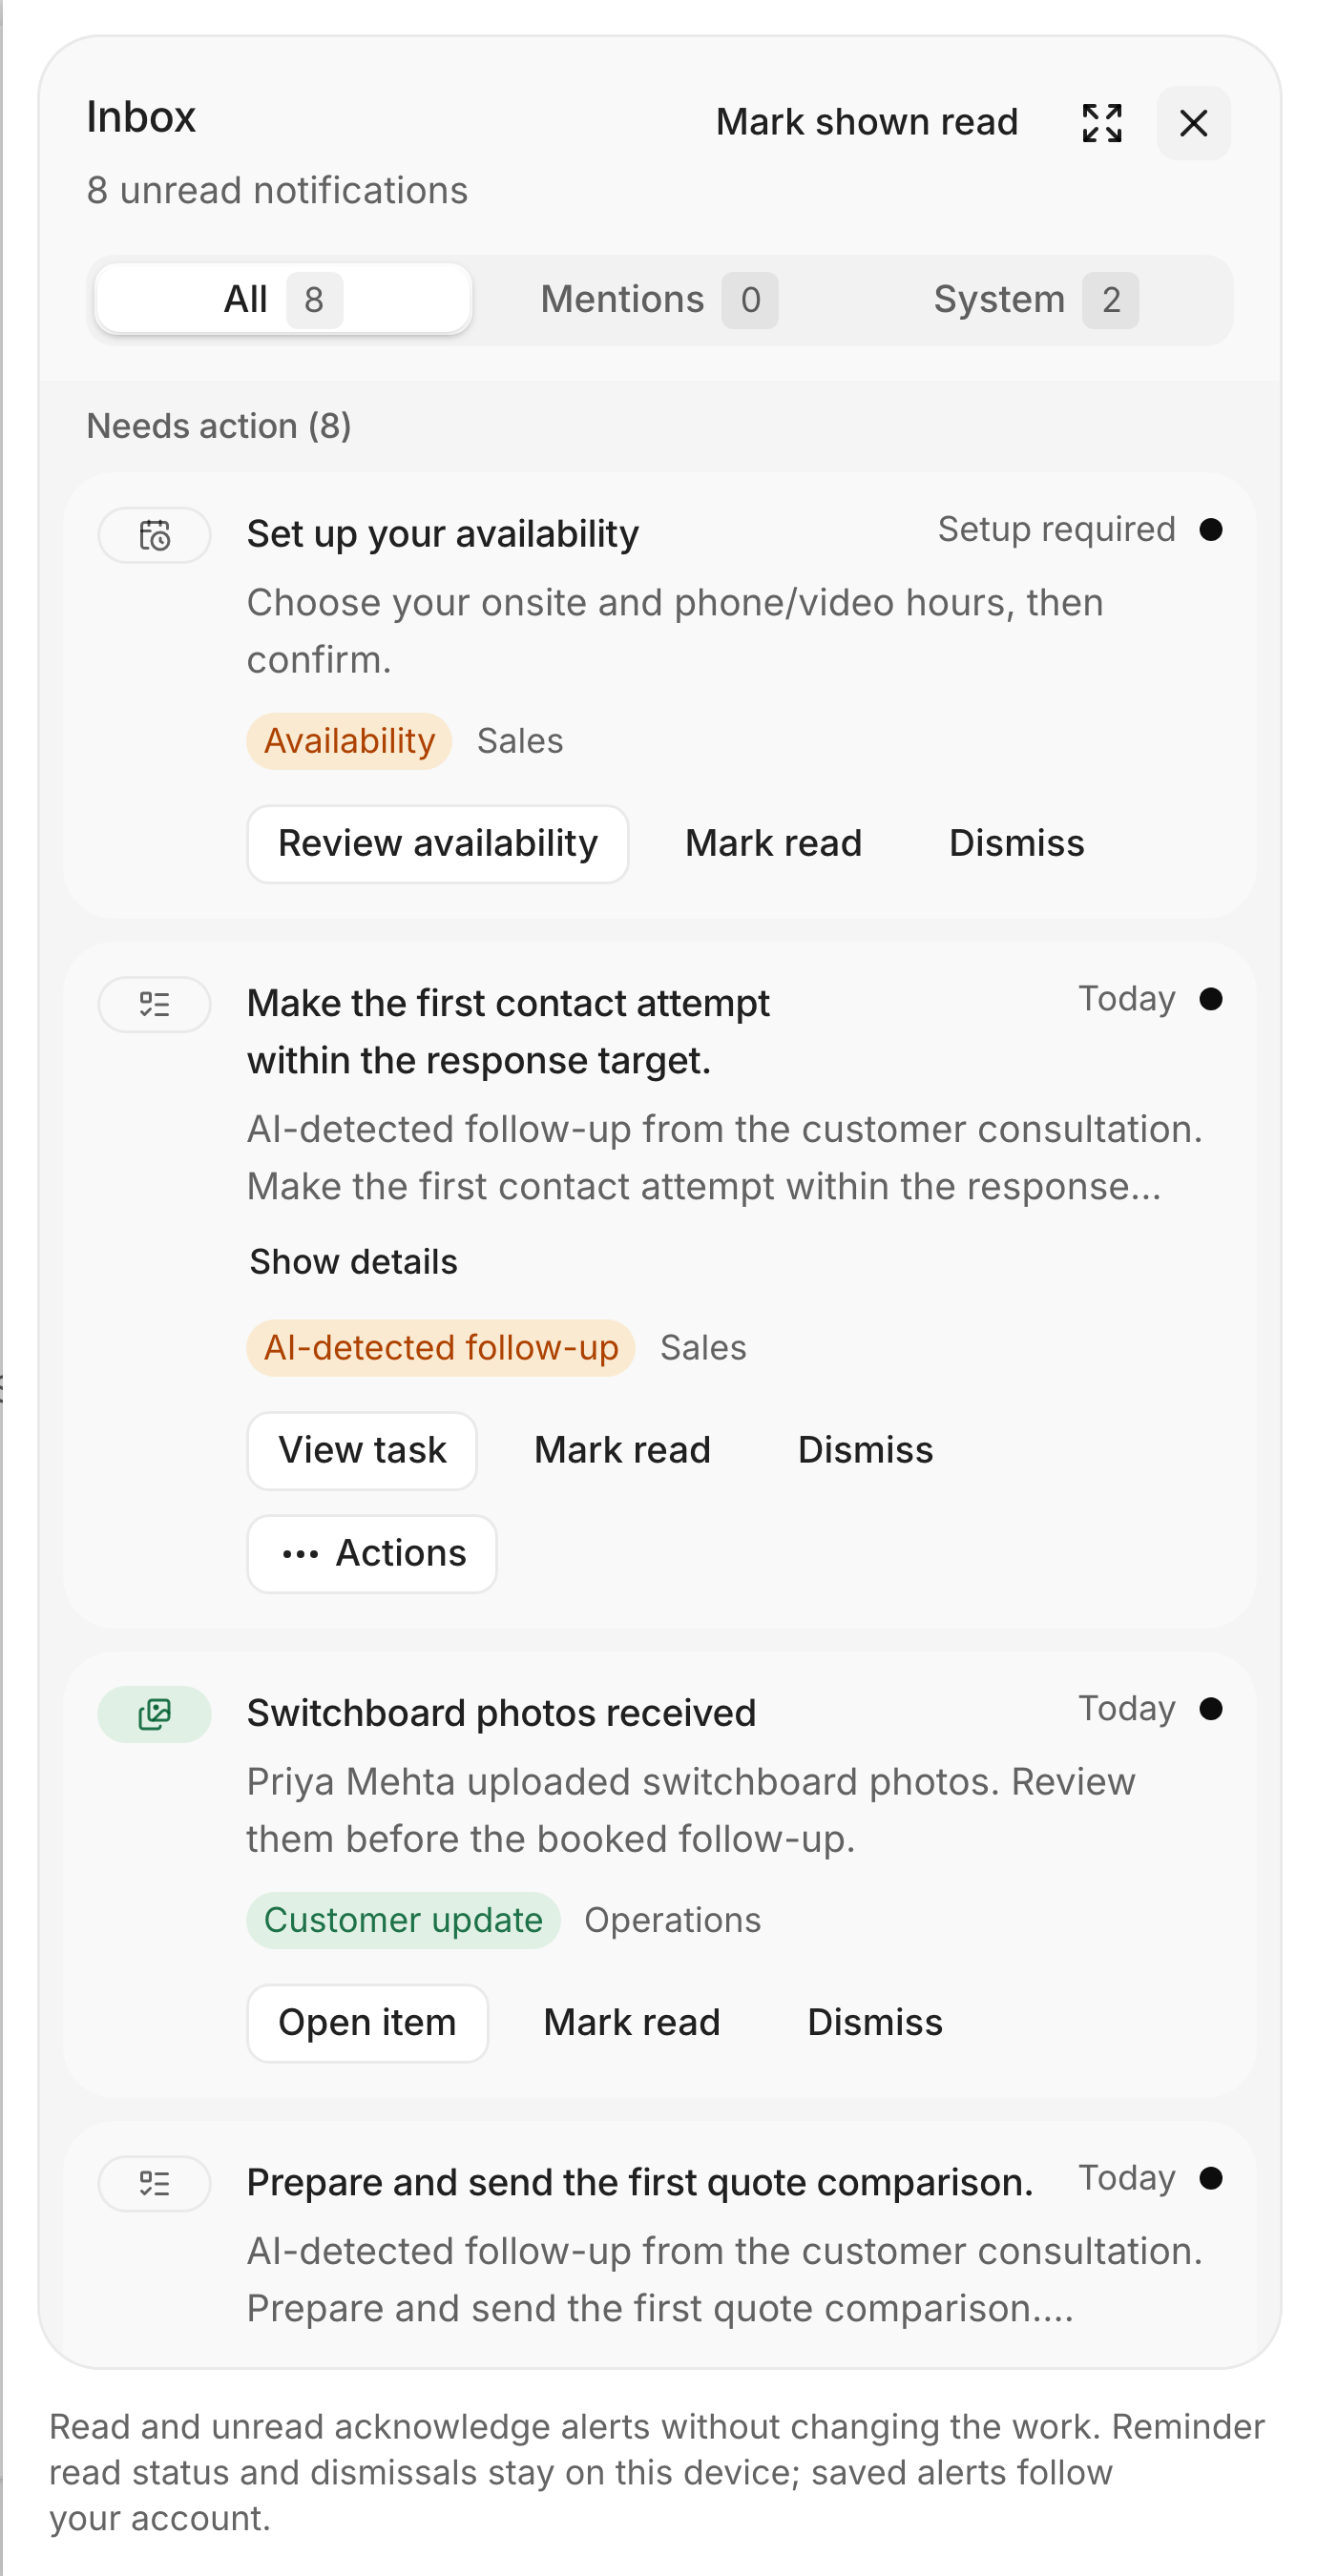 Inbox
Mark shown read
8 unread notifications
All 8
Mentions 0
System 2
Needs action (8)
Set up your availability
Setup required
Choose your onsite and phone/video hours, then
confirm.
Availability Sales
Review availability Mark read Dismiss
Make the first contact attempt
Today
within the response target.
AI-detected follow-up from the customer consultation.
Make the first contact attempt within the response...
Show details
AI-detected follow-up Sales
View task Mark read Dismiss
Actions
Switchboard photos received
Today
Priya Mehta uploaded switchboard photos. Review
them before the booked follow-up.
Customer update Operations
Open item Mark read Dismiss
Prepare and send the first quote comparison.
Today
AI-detected follow-up from the customer consultation.
Prepare and send the first quote comparison....
Read and unread acknowledge alerts without changing the work. Reminder
read status and dismissals stay on this device; saved alerts follow
your account.